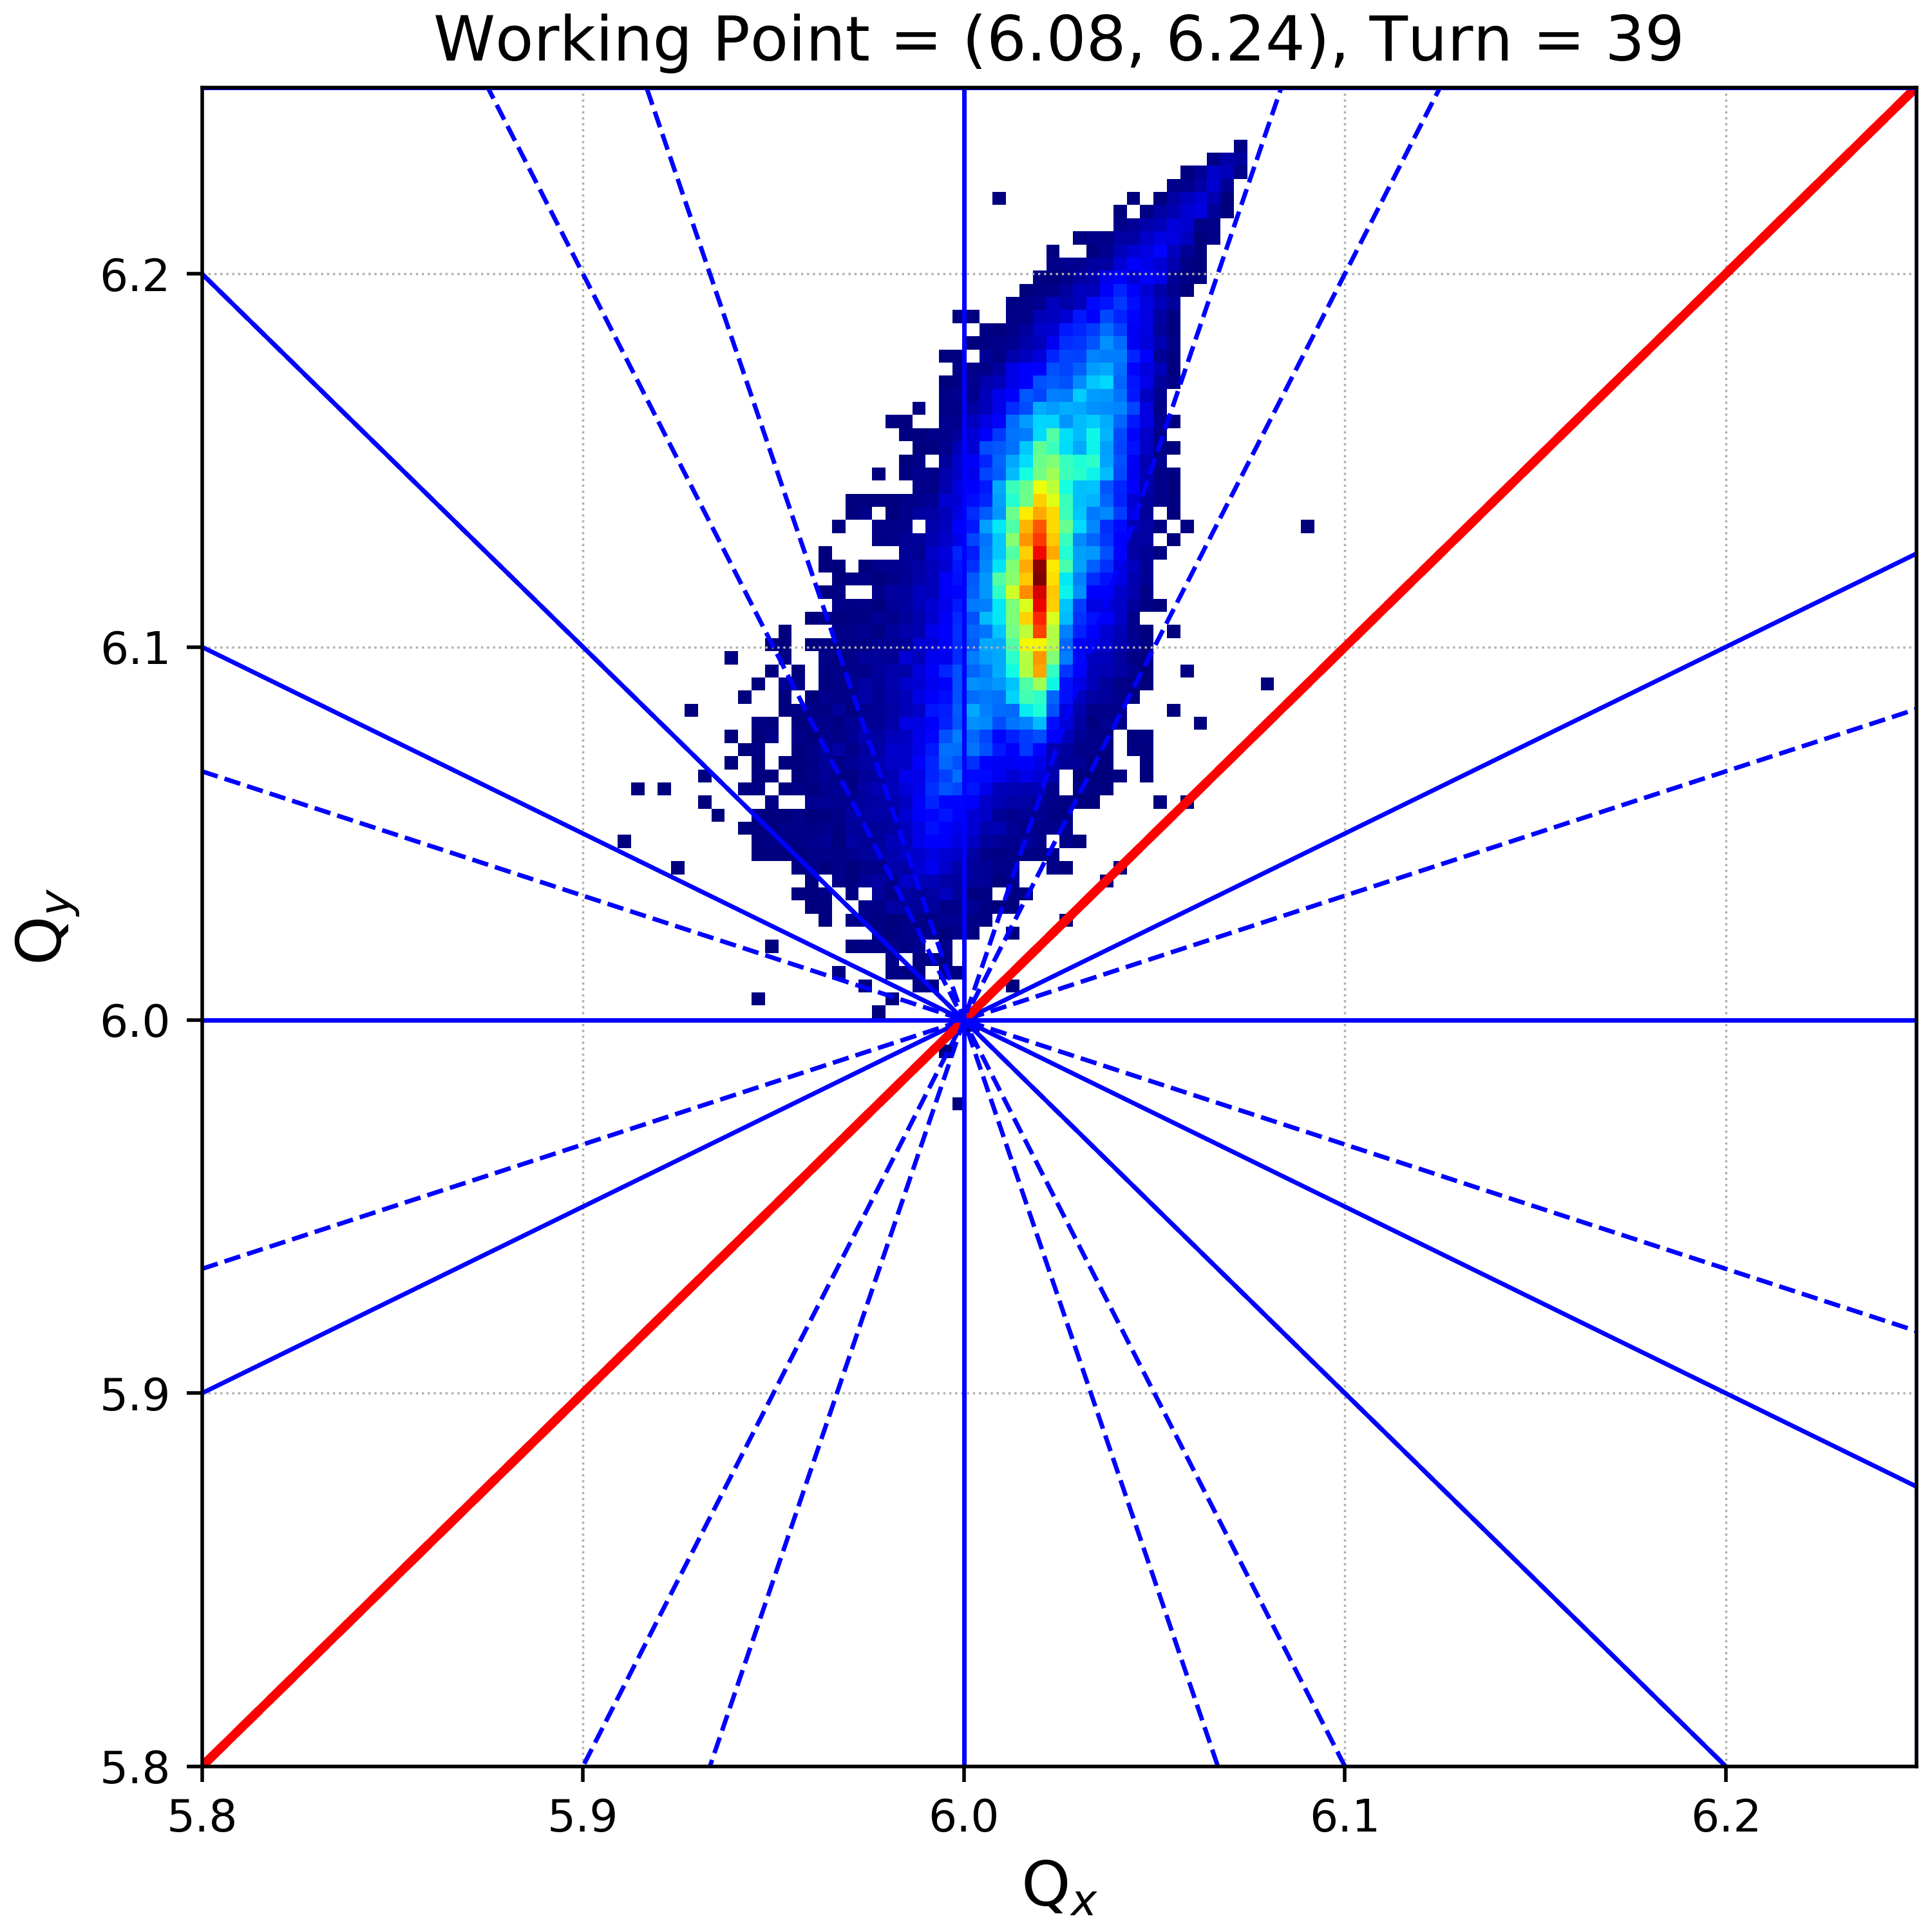 Working Point = (6.08, 6.24), Turn = 39
6.2
6.1
6.0
5.9
5.8
Qy
5.8 5.9 6.0 6.1 6.2
Qx